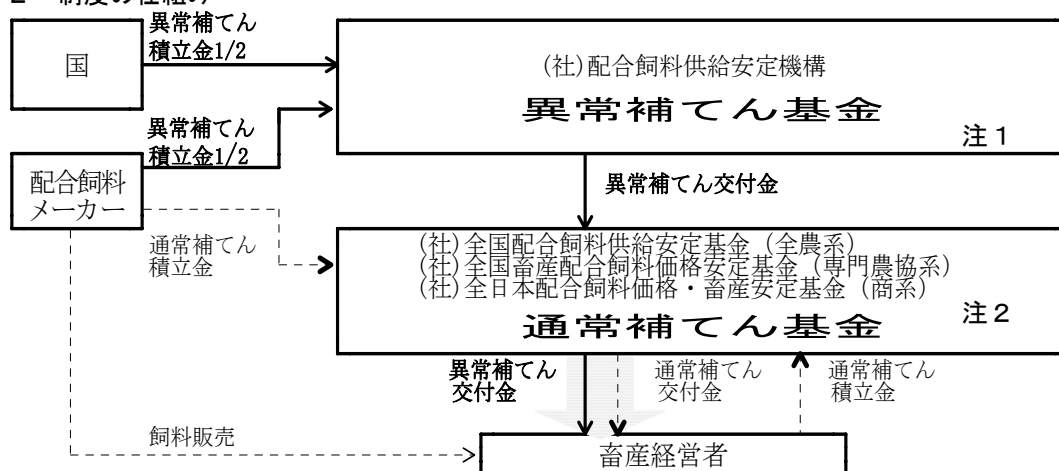 異常補てん
積立金1/2
国
(社)配合飼料供給安定機構
異常補てん基金
注１
異常補てん
積立金1/2
配合飼料
メーカー
異常補てん交付金
通常補てん
積立金
(社)全国配合飼料供給安定基金（全農系）
(社)全国畜産配合飼料価格安定基金（専門農協系）
(社)全日本配合飼料価格・畜産安定基金（商系）
通常補てん基金
注２
異常補てん
交付金
通常補てん
交付金
通常補てん
積立金
飼料販売
畜産経営者